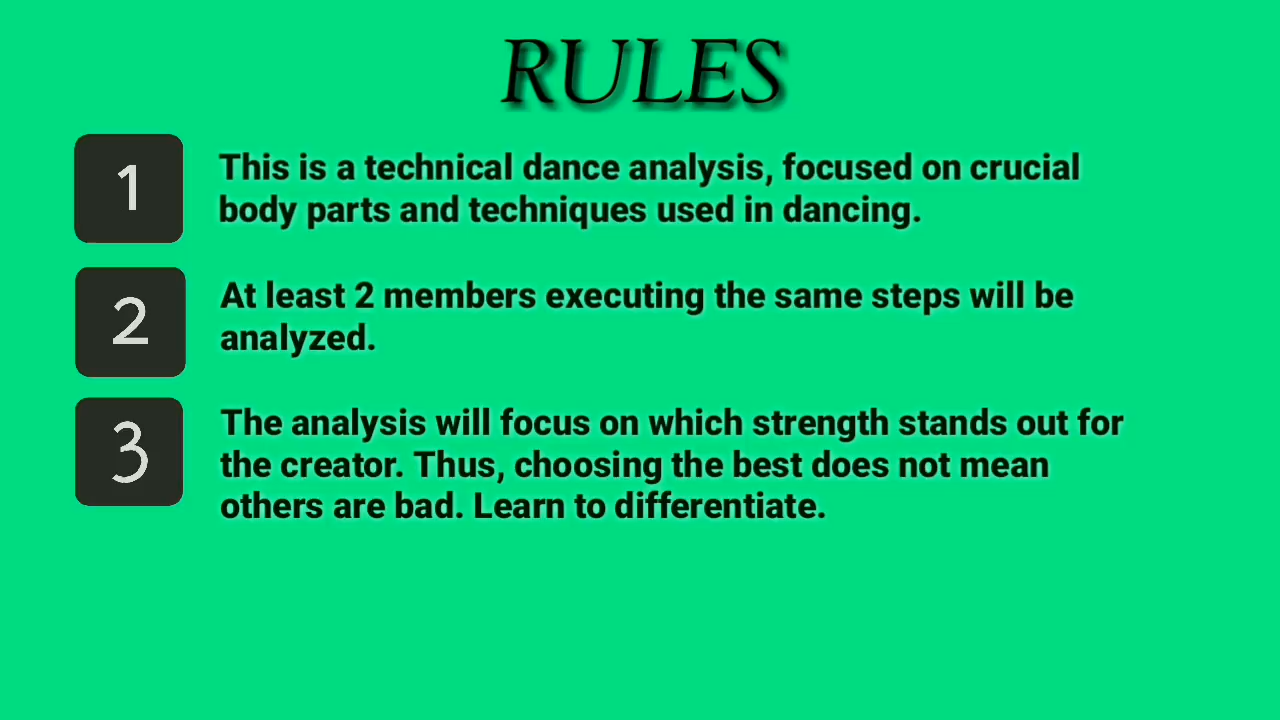 RULES
1
This is a technical dance analysis, focused on crucial
body parts and techniques used in dancing.
2
At least 2 members executing the same steps will be
analyzed.
3
The analysis will focus on which strength stands out for
the creator. Thus, choosing the best does not mean
others are bad. Learn to differentiate.